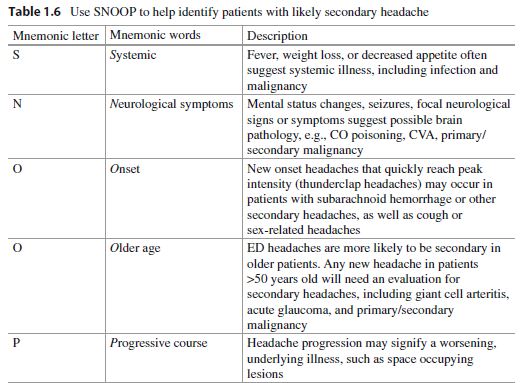 Table 1.6 Use SNOOP to help identify patients with likely secondary headache
Mnemonic letter Mnemonic words Description
S Systemic Fever, weight loss, or decreased appetite often
suggest systemic illness, including infection and
malignancy
N Neurological symptoms Mental status changes, seizures, focal neurological
signs or symptoms suggest possible brain
pathology, e.g., CO poisoning, CVA, primary/
secondary malignancy
O Onset New onset headaches that quickly reach peak
intensity (thunderclap headaches) may occur in
patients with subarachnoid hemorrhage or other
secondary headaches, as well as cough or
sex-related headaches
O Older age ED headaches are more likely to be secondary in
older patients. Any new headache in patients
>50 years old will need an evaluation for
secondary headaches, including giant cell arteritis,
acute glaucoma, and primary/secondary
malignancy
P Progressive course Headache progression may signify a worsening,
underlying illness, such as space occupying
lesions